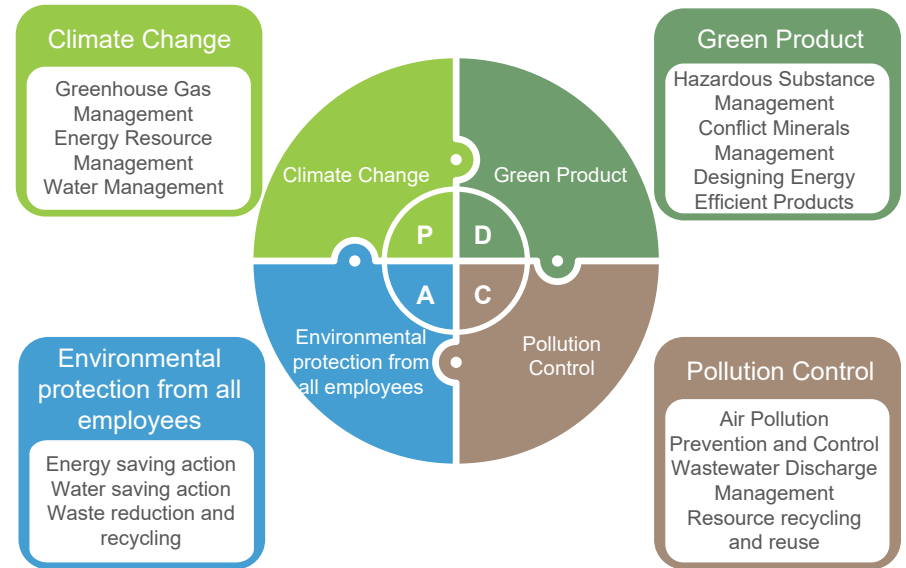 Climate Change
Greenhouse Gas
Management
Energy Resource
Management
Water Management
Green Product
Hazardous Substance
Management
Conflict Minerals
Management
Designing Energy
Efficient Products
Climate Change
Green Product
P
D
A
C
Environmental
protection from
all employees
Pollution
Control
Environmental
protection from all
employees
Energy saving action
Water saving action
Waste reduction and
recycling
Pollution Control
Air Pollution
Prevention and Control
Wastewater Discharge
Management
Resource recycling
and reuse